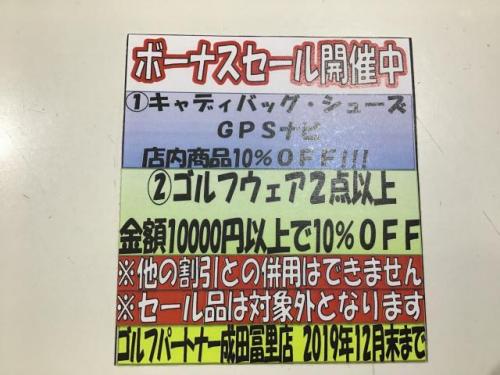 ボーナスセール開催中
①キャディバッグ・シューズ
GPSナビ
店内商品10%OFF!!!
②ゴルフウェア2点以上
金額10000円以上で10%OFF
※他の割引との併用はできません
※セール品は対象外となります
ゴルフパートナー成田冨里店 2019年12月末まで